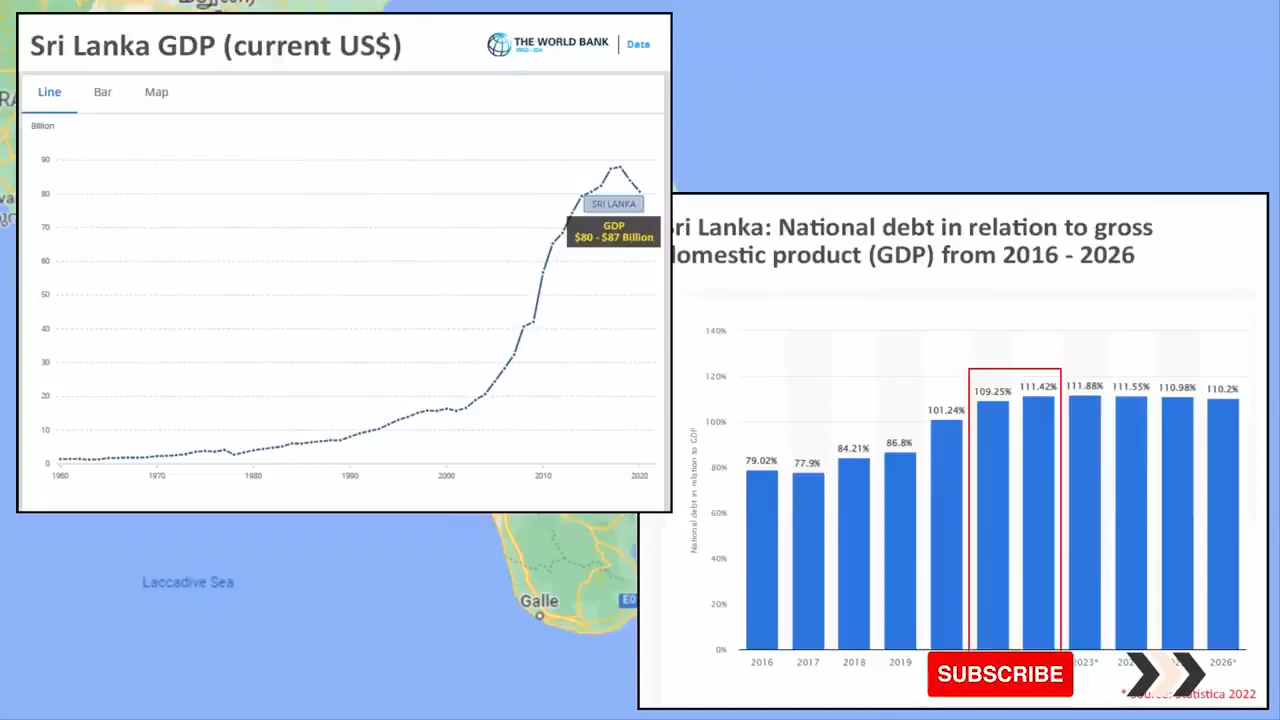 Sri Lanka GDP (current US$)
THE WORLD BANK
Data
Line Bar Map
Billion
90
80
70
60
50
40
30
20
10
0
SRI LANKA
GDP
$80 - $87 Billion
1960 1970 1980 1990 2000 2010 2020
ri Lanka: National debt in relation to gross
omestic product (GDP) from 2016 - 2026
National debt in relation to GDP
140%
120%
100%
80%
60%
40%
20%
0%
79.02% 77.9% 84.21% 86.8% 101.24% 109.25% 111.42% 111.88% 111.55% 110.98% 110.2%
2016 2017 2018 2019 2023* 2026*
SUBSCRIBE
2022
Laccadive Sea
Galle